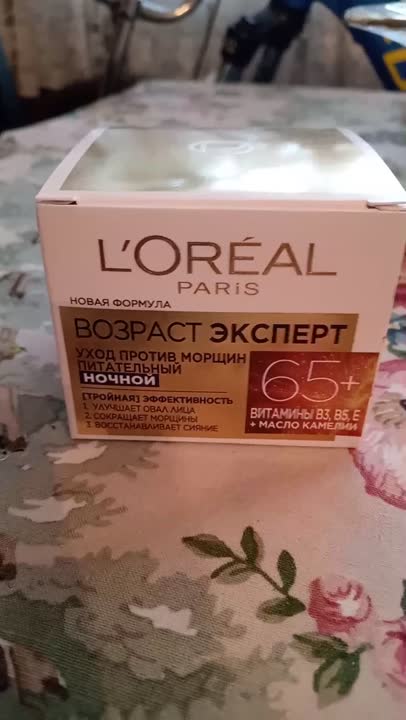 L'ORÉAL
PARIS
НОВАЯ ФОРМУЛА
ВОЗРАСТ ЭКСПЕРТ
УХОД ПРОТИВ МОРЩИН
ПИТАТЕЛЬНЫЙ
НОЧНОЙ
[ТРОЙНАЯ] ЭФФЕКТИВНОСТЬ
1. УЛУЧШАЕТ ОВАЛ ЛИЦА
2. СОКРАЩАЕТ МОРЩИНЫ
3. ВОССТАНАВЛИВАЕТ СИЯНИЕ
65+
ВИТАМИНЫ B3, B5, E
+ МАСЛО КАМЕЛИИ